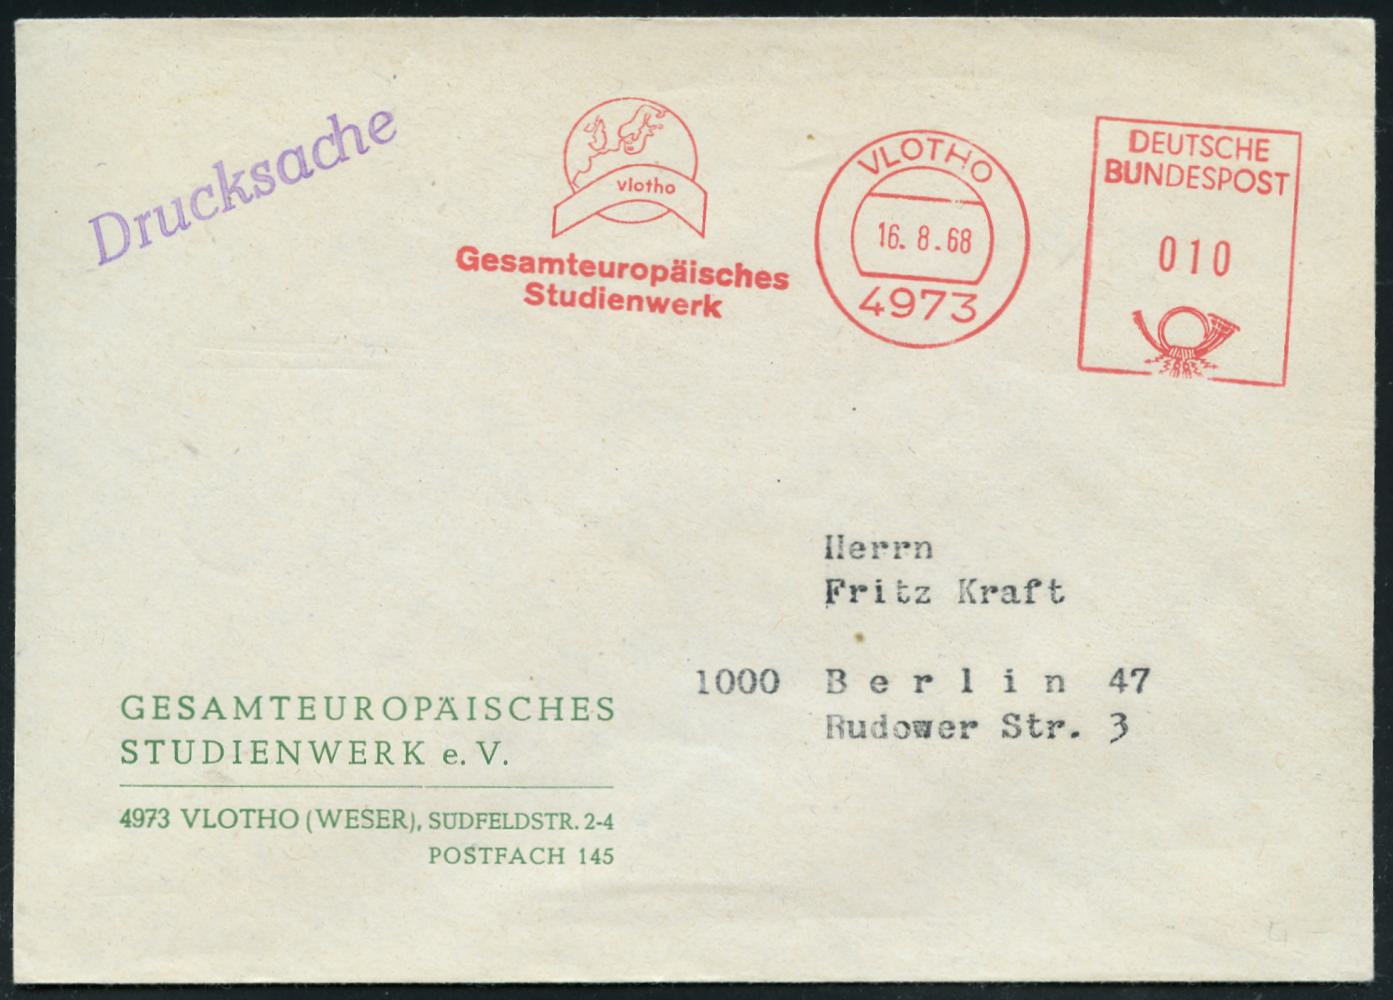 Drucksache
vlotho
Gesamteuropäisches
Studienwerk
VLOTHO
16. 8.68
4973
DEUTSCHE
BUNDESPOST
010
Herrn
Fritz Kraft
1000 Berlin 47
Rudower Str. 3
GESAMTEUROPÄISCHES
STUDIENWERK e. V.
4973 VLOTHO (WESER), SÜDFELDSTR. 2-4
POSTFACH 145